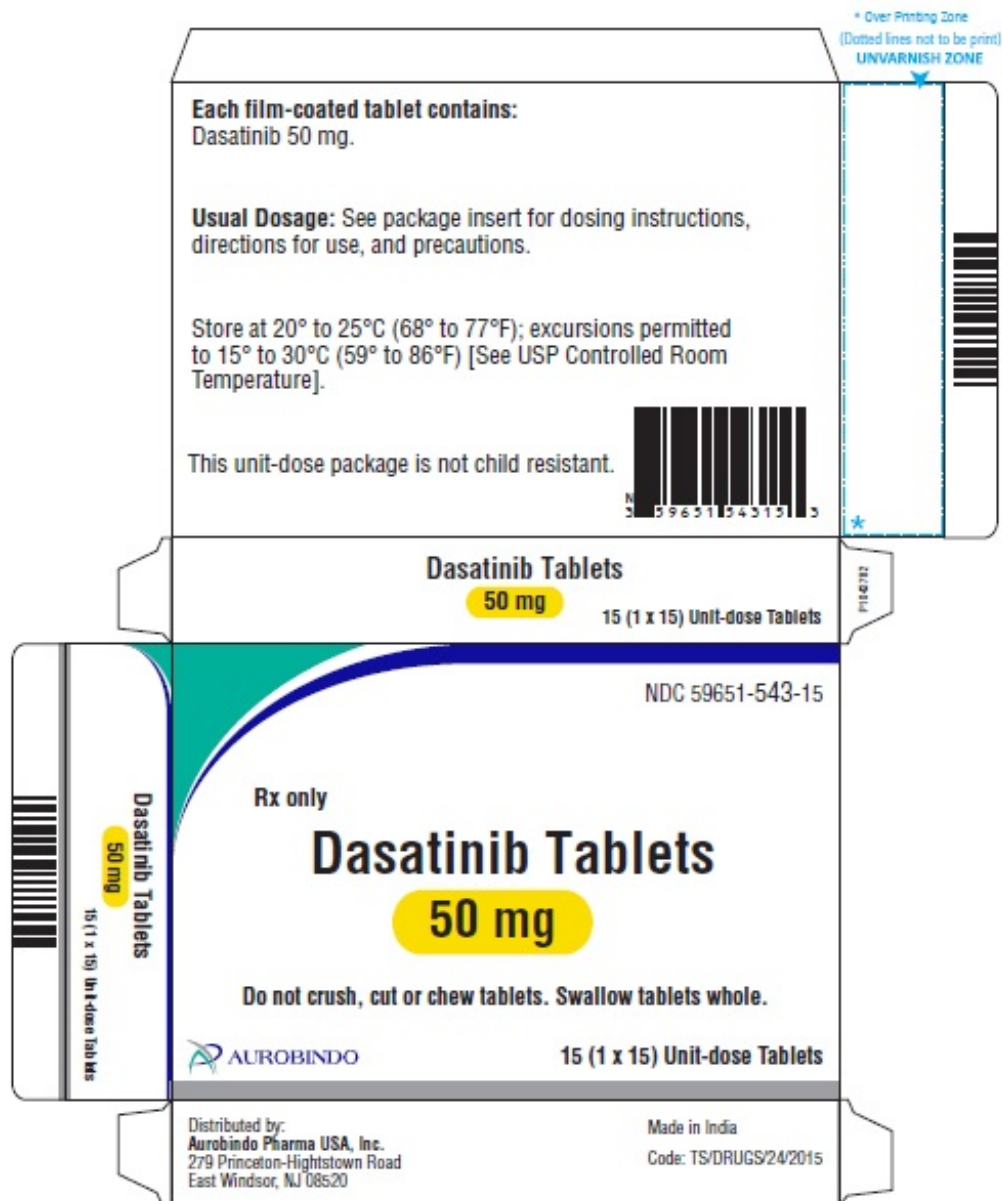 * Over Printing Zone
(Dotted lines not to be print)
UNVARNISH ZONE
Each film-coated tablet contains:
Dasatinib 50 mg.
Usual Dosage: See package insert for dosing instructions,
directions for use, and precautions.
Store at 20° to 25°C (68° to 77°F); excursions permitted
to 15° to 30°C (59° to 86°F) [See USP Controlled Room
Temperature].
This unit-dose package is not child resistant.
N
3 59651 54315 3
*
Dasatinib Tablets
50 mg
15 (1 x 15) Unit-dose Tablets
Dasatinib Tablets
50 mg
15 (1 x 15) Unit-dose Tablets
NDC 59651-543-15
Rx only
Dasatinib Tablets
50 mg
Do not crush, cut or chew tablets. Swallow tablets whole.
AUROBINDO
15 (1 x 15) Unit-dose Tablets
Distributed by:
Aurobindo Pharma USA, Inc.
279 Princeton-Hightstown Road
East Windsor, NJ 08520
Made in India
Code: TS/DRUGS/24/2015